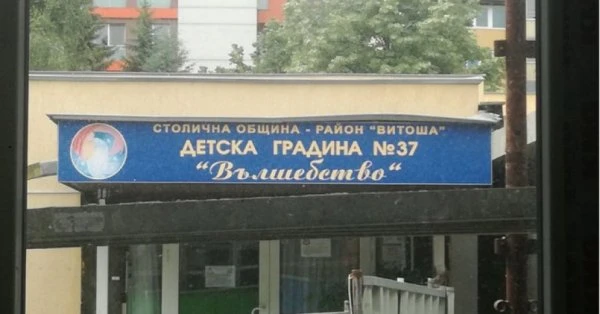 СТОЛИЧНА ОБЩИНА - РАЙОН "ВИТОША"
ДЕТСКА ГРАДИНА №37
"Вълшебство"